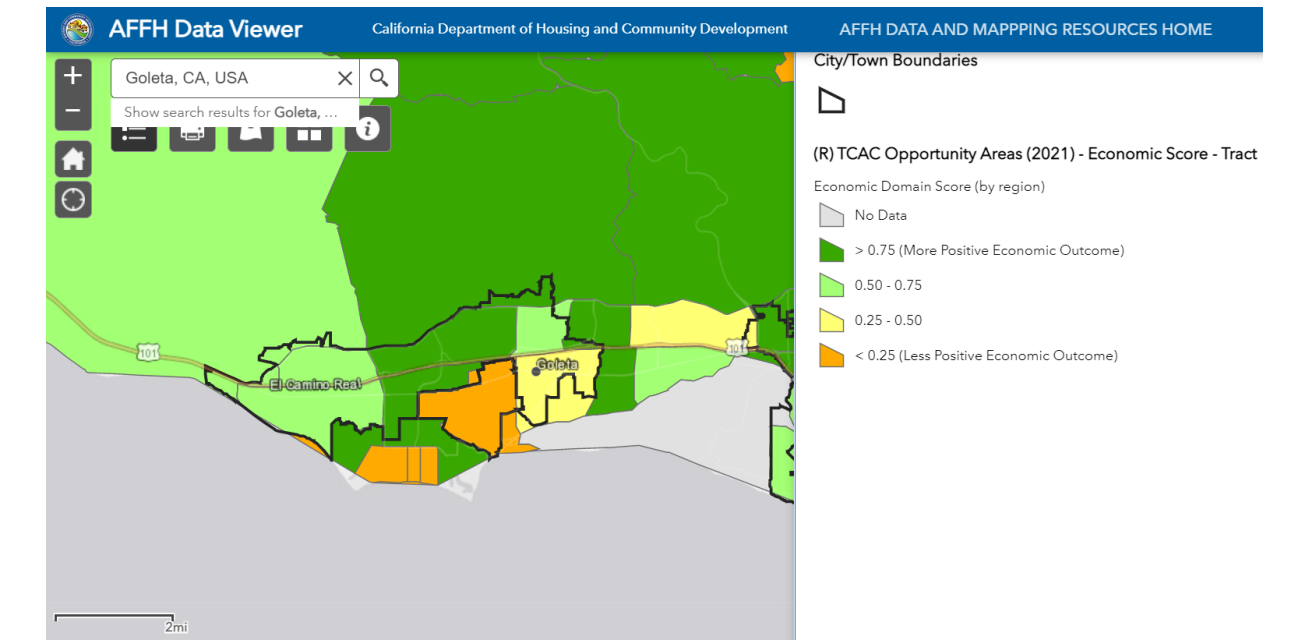 AFFH Data Viewer
California Department of Housing and Community Development
AFFH DATA AND MAPPPING RESOURCES HOME
Goleta, CA, USA
Show search results for Goleta, ...
101
El Camino Real
Goleta
101
2mi
City/Town Boundaries
(R) TCAC Opportunity Areas (2021) - Economic Score - Tract
Economic Domain Score (by region)
No Data
> 0.75 (More Positive Economic Outcome)
0.50 - 0.75
0.25 - 0.50
< 0.25 (Less Positive Economic Outcome)